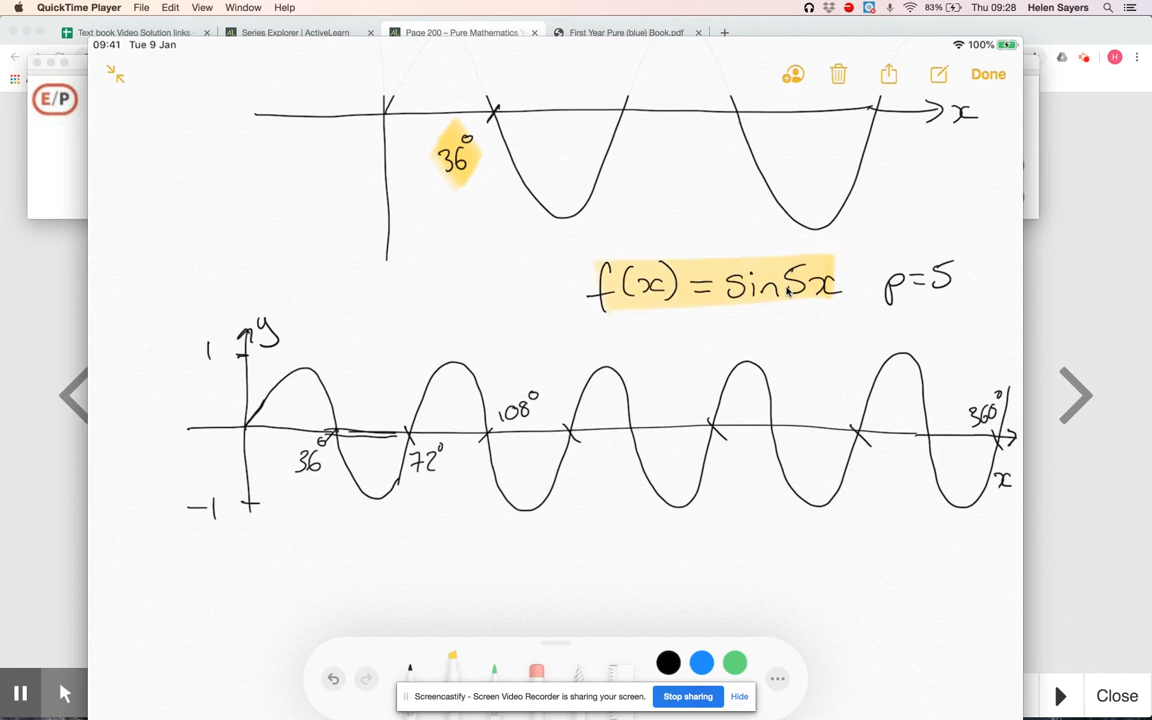 QuickTime Player File Edit View Window Help 83% Thu 09:28 Helen Sayers
Text book Video Solution links - Series Explorer | ActiveLearn Page 200 – Pure Mathematics First Year Pure (blue) Book.pdf
09:41 Tue 9 Jan 100%
Done
H
E/P
x
36°
f(x) = sin5x p=5
y
1
108°
360°
36°
72°
x
-1
Screencastify - Screen Video Recorder is sharing your screen. Stop sharing Hide
Close